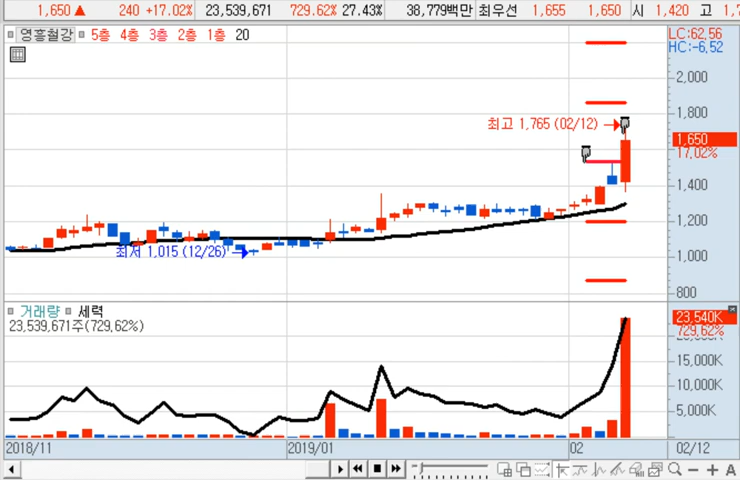 1,650 ▲ 240 +17.02% 23,539,671 729.62% 27.43% 38,779백만 최우선 1,655 1,650 시 1,420 고
영흥철강 5층 4층 3층 2층 1층 20
LC:62.56
HC:-6.52
2,000
1,800
최고 1,765 (02/12)
1,650
17.02%
1,400
1,200
최저 1,015 (12/26)
1,000
800
거래량 세력
23,539,671주(729.62%)
23,540K
729.62%
15,000K
10,000K
5,000K
2018/11 2019/01 02 02/12